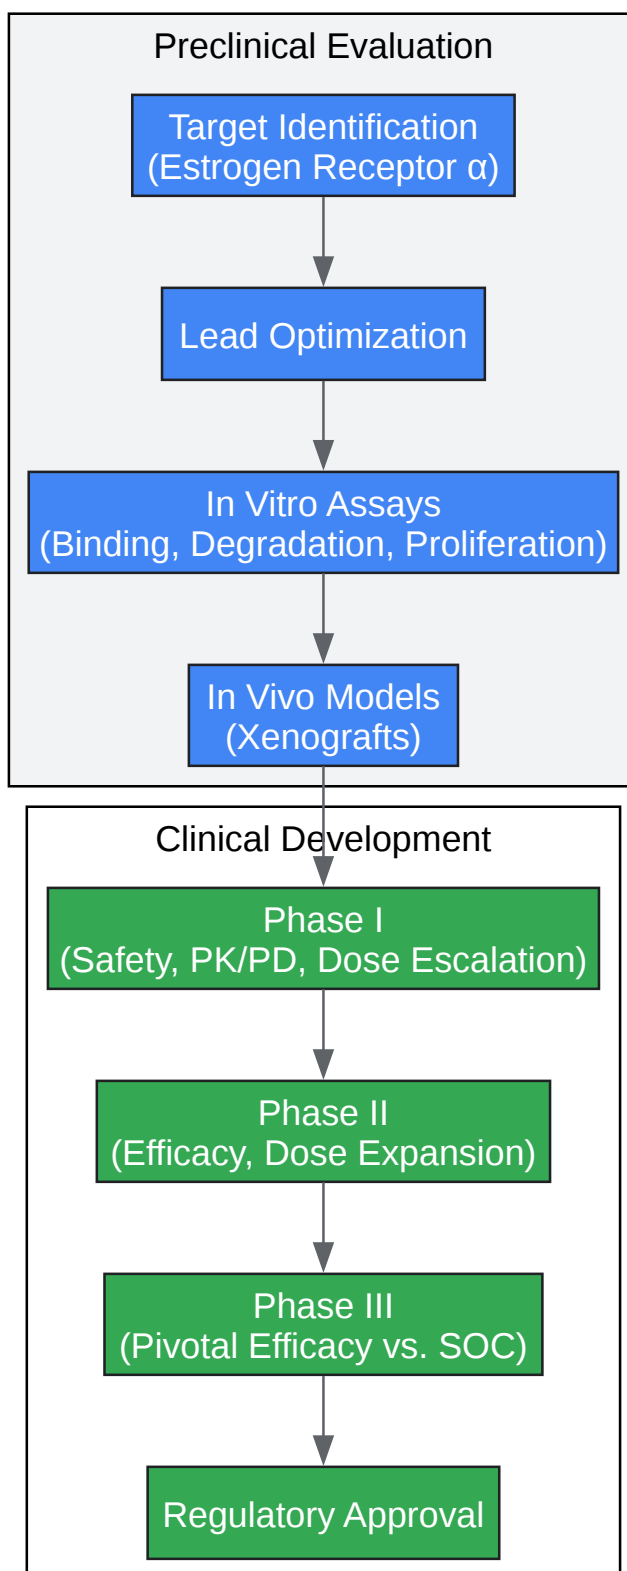 Preclinical Evaluation
Target Identification
(Estrogen Receptor α)
Lead Optimization
In Vitro Assays
(Binding, Degradation, Proliferation)
In Vivo Models
(Xenografts)
Clinical Development
Phase I
(Safety, PK/PD, Dose Escalation)
Phase II
(Efficacy, Dose Expansion)
Phase III
(Pivotal Efficacy vs. SOC)
Regulatory Approval